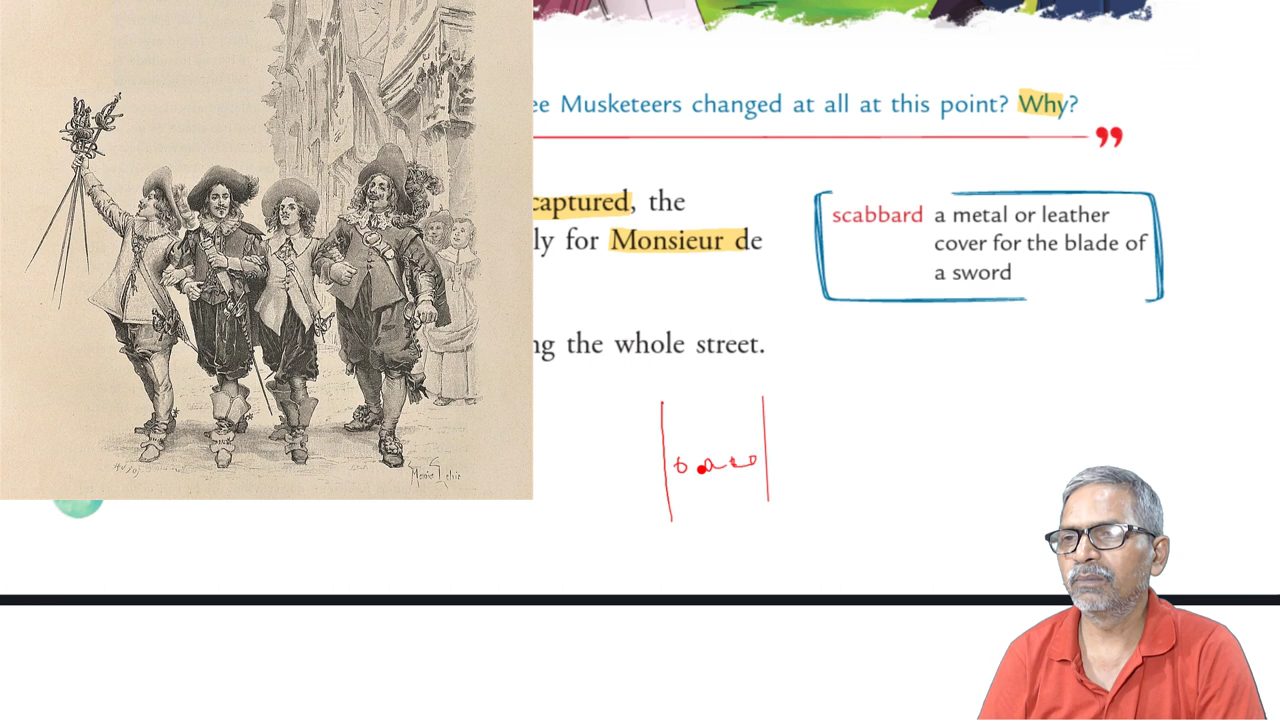 ee Musketeers changed at all at this point? Why?
”
captured, the
ly for Monsieur de
ng the whole street.
scabbard a metal or leather
cover for the blade of
a sword